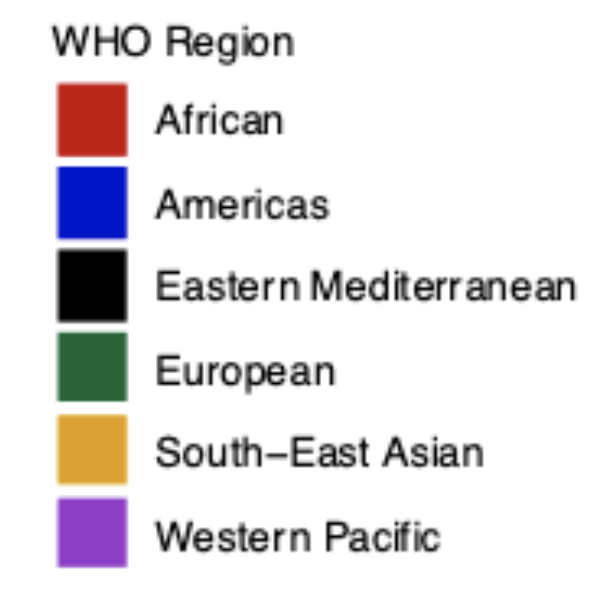 WHO Region
African
Americas
Eastern Mediterranean
European
South−East Asian
Western Pacific